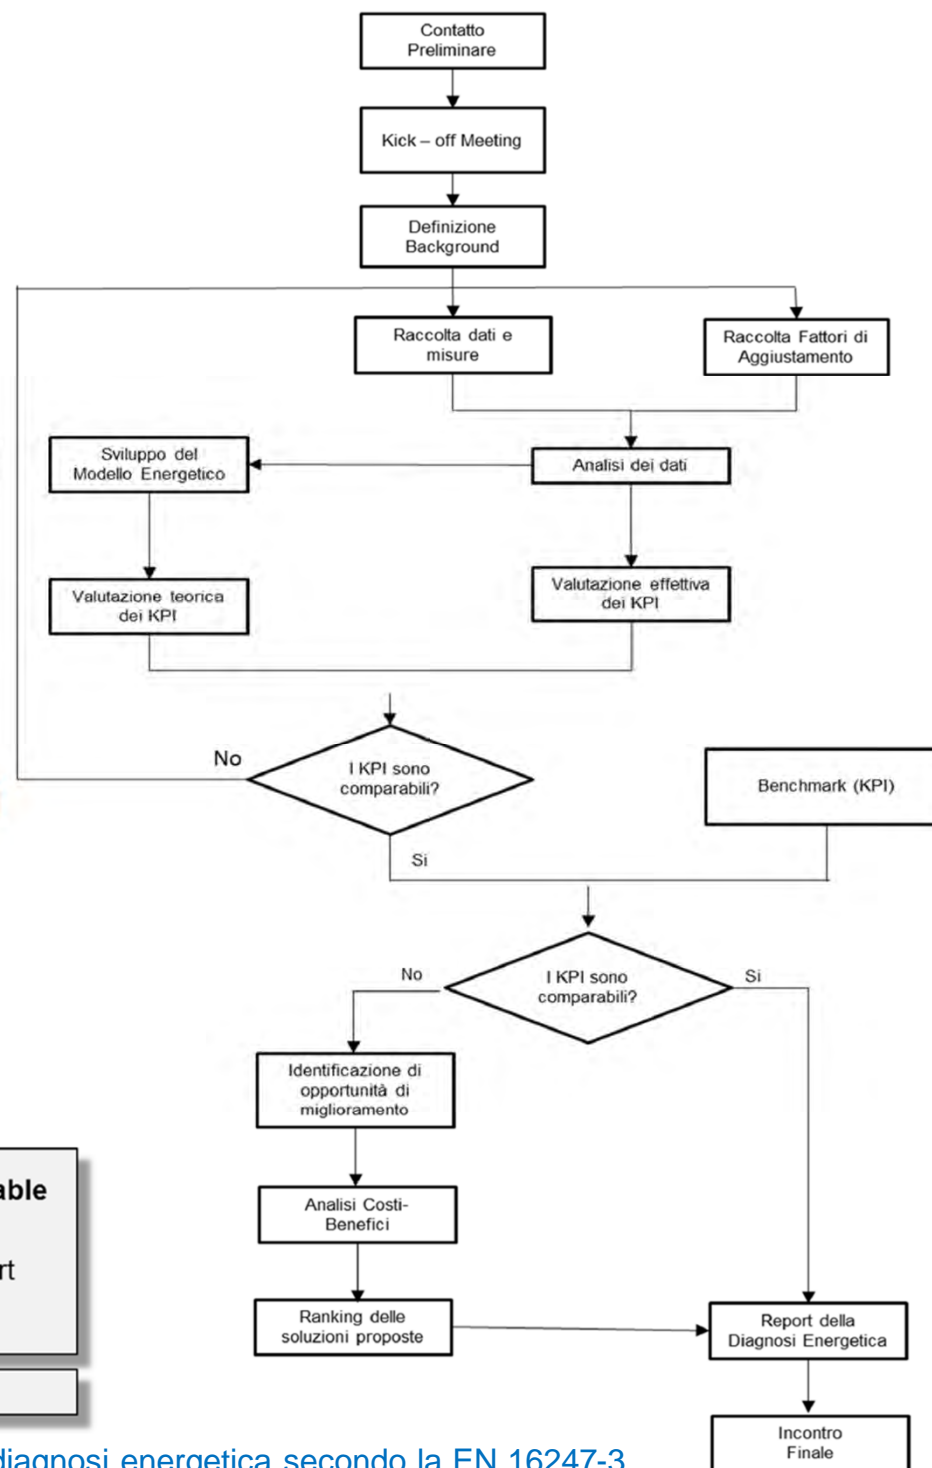 Contatto
Preliminare
Kick – off Meeting
Definizione
Background
Raccolta dati e
misure
Raccolta Fattori di
Aggiustamento
Sviluppo del
Modello Energetico
Analisi dei dati
Valutazione teorica
dei KPI
Valutazione effettiva
dei KPI
No
I KPI sono
comparabili?
Benchmark (KPI)
Si
No
I KPI sono
comparabili?
Si
Identificazione di
opportunità di
miglioramento
able
Analisi Costi-
Benefici
rt
Ranking delle
soluzioni proposte
Report della
Diagnosi Energetica
Incontro
Finale
diagnosi energetica secondo la EN 16247-3